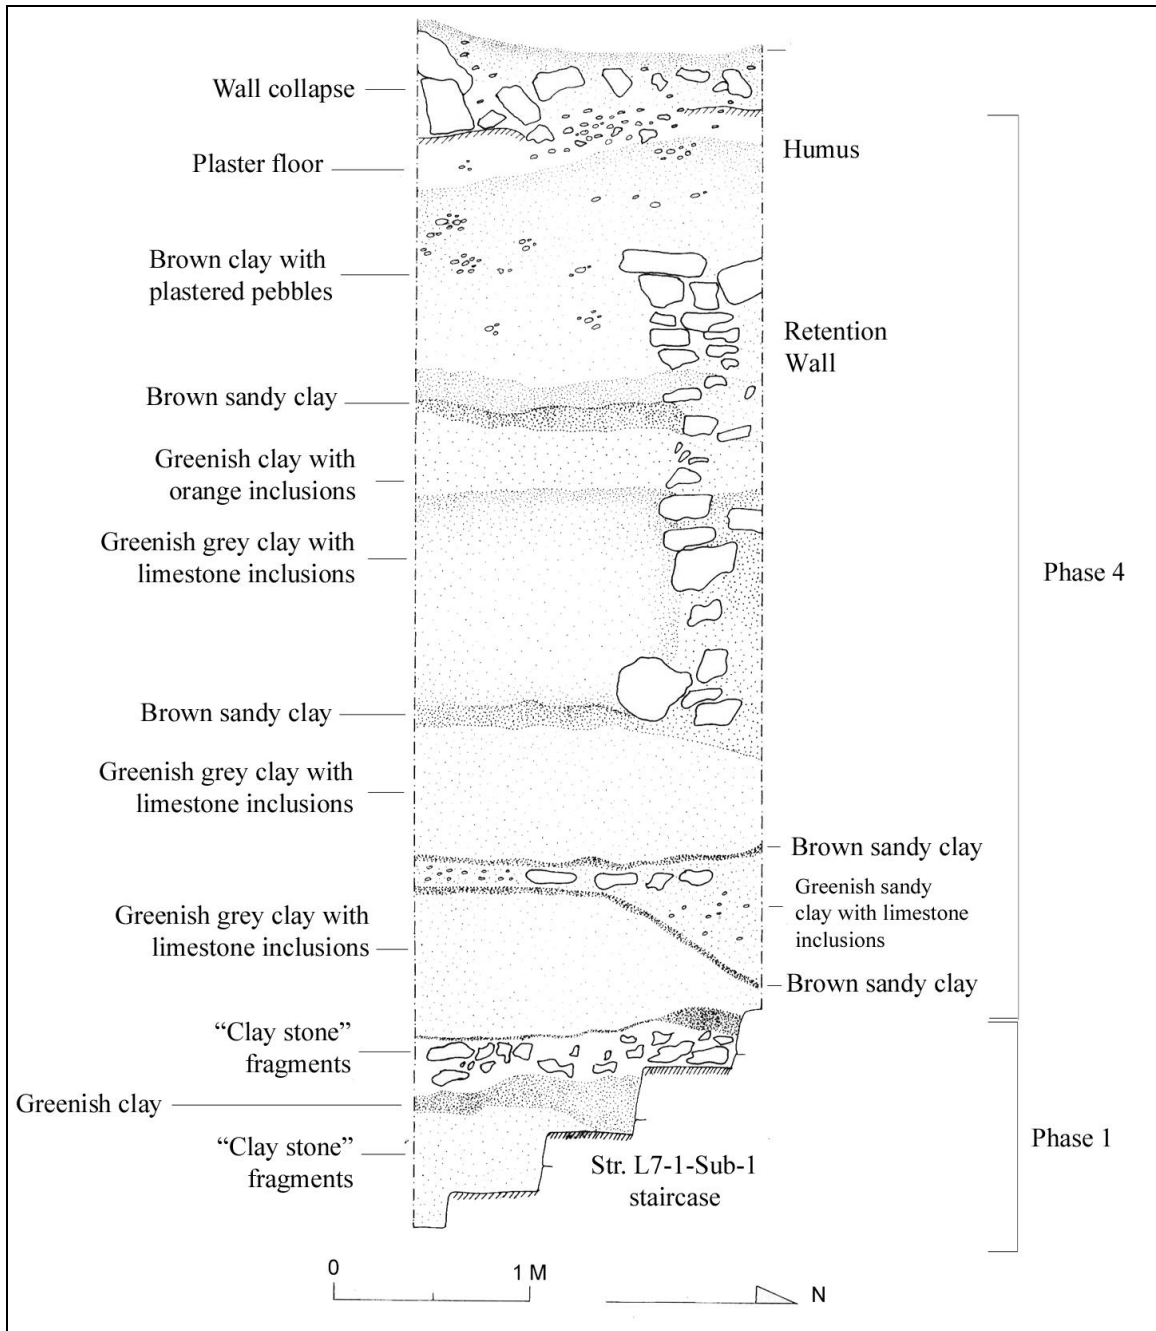 Wall collapse
Plaster floor
Humus
Brown clay with
plastered pebbles
Retention
Wall
Brown sandy clay
Greenish clay with
orange inclusions
Greenish grey clay with
limestone inclusions
Phase 4
Brown sandy clay
Greenish grey clay with
limestone inclusions
Brown sandy clay
Greenish sandy
clay with limestone
inclusions
Greenish grey clay with
limestone inclusions
Brown sandy clay
“Clay stone”
fragments
Greenish clay
“Clay stone”
fragments
Phase 1
Str. L7-1-Sub-1
staircase
0
1 M
N